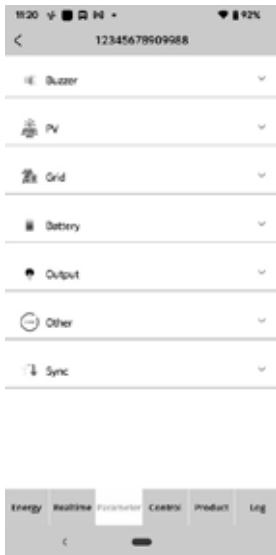 11:20 92%
12345678909988
Buzzer
PV
Grid
Battery
Output
Other
Sync
Energy Realtime Parameter Control Product Log